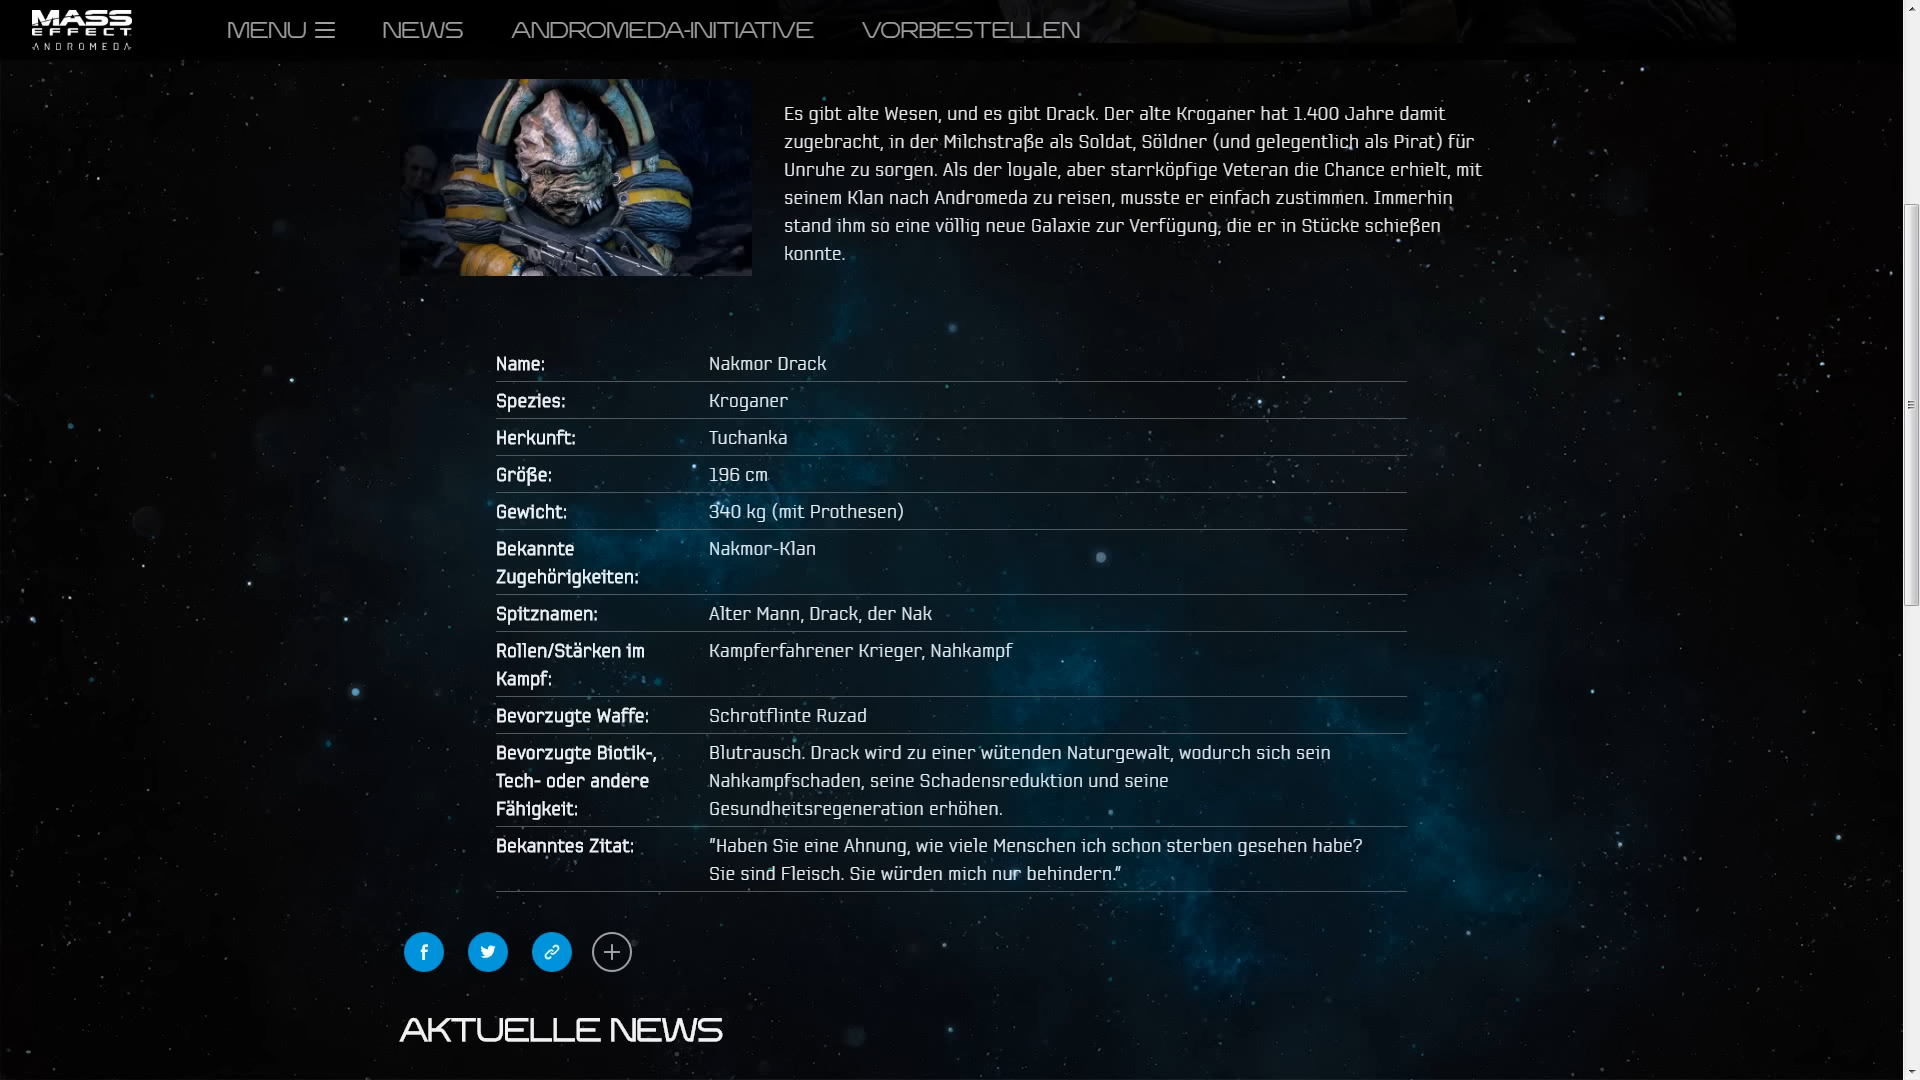 MASS
EFFECT
ANDROMEDA
MENU
NEWS
ANDROMEDA-INITIATIVE
VORBESTELLEN
Es gibt alte Wesen, und es gibt Drack. Der alte Kroganer hat 1.400 Jahre damit
zugebracht, in der Milchstraße als Soldat, Söldner (und gelegentlich als Pirat) für
Unruhe zu sorgen. Als der loyale, aber starrköpfige Veteran die Chance erhielt, mit
seinem Klan nach Andromeda zu reisen, musste er einfach zustimmen. Immerhin
stand ihm so eine völlig neue Galaxie zur Verfügung, die er in Stücke schießen
konnte.
Name: Nakmor Drack
Spezies: Kroganer
Herkunft: Tuchanka
Größe: 196 cm
Gewicht: 340 kg (mit Prothesen)
Bekannte Nakmor-Klan
Zugehörigkeiten:
Spitznamen: Alter Mann, Drack, der Nak
Rollen/Stärken im Kampferfahrener Krieger, Nahkampf
Kampf:
Bevorzugte Waffe: Schrotflinte Ruzad
Bevorzugte Biotik-, Blutrausch. Drack wird zu einer wütenden Naturgewalt, wodurch sich sein
Tech- oder andere Nahkampfschaden, seine Schadensreduktion und seine
Fähigkeit: Gesundheitsregeneration erhöhen.
Bekanntes Zitat: "Haben Sie eine Ahnung, wie viele Menschen ich schon sterben gesehen habe?
Sie sind Fleisch. Sie würden mich nur behindern."
AKTUELLE NEWS